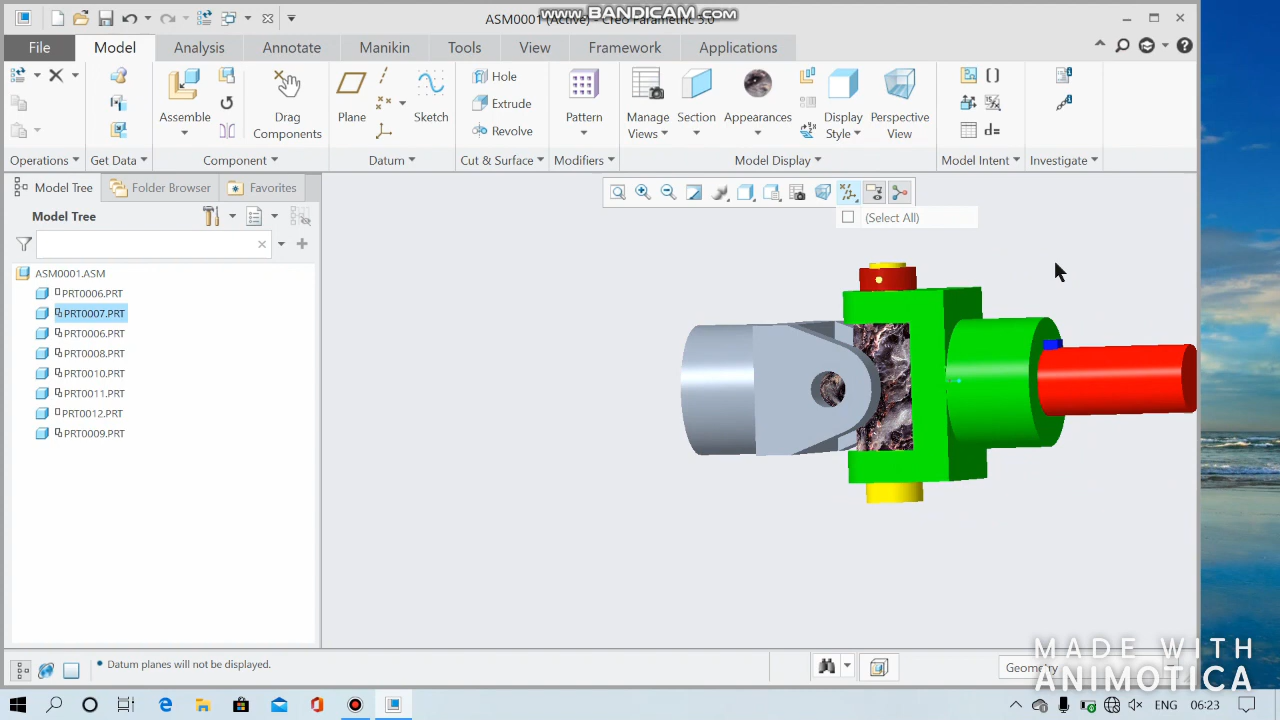 ASM0001 (Active) - Creo Parametric 5.0
www.BANDICAM.com
File
Model
Analysis
Annotate
Manikin
Tools
View
Framework
Applications
Assemble
Drag
Components
Plane
Sketch
Hole
Extrude
Revolve
Pattern
Manage
Views
Section
Appearances
Display
Style
Perspective
View
Operations
Get Data
Component
Datum
Cut & Surface
Modifiers
Model Display
Model Intent
Investigate
Model Tree
Folder Browser
Favorites
Model Tree
(Select All)
ASM0001.ASM
PRT0006.PRT
PRT0007.PRT
PRT0006.PRT
PRT0008.PRT
PRT0010.PRT
PRT0011.PRT
PRT0012.PRT
PRT0009.PRT
• Datum planes will not be displayed.
Geometry
MADE WITH
ANIMOTICA
ENG
06:23